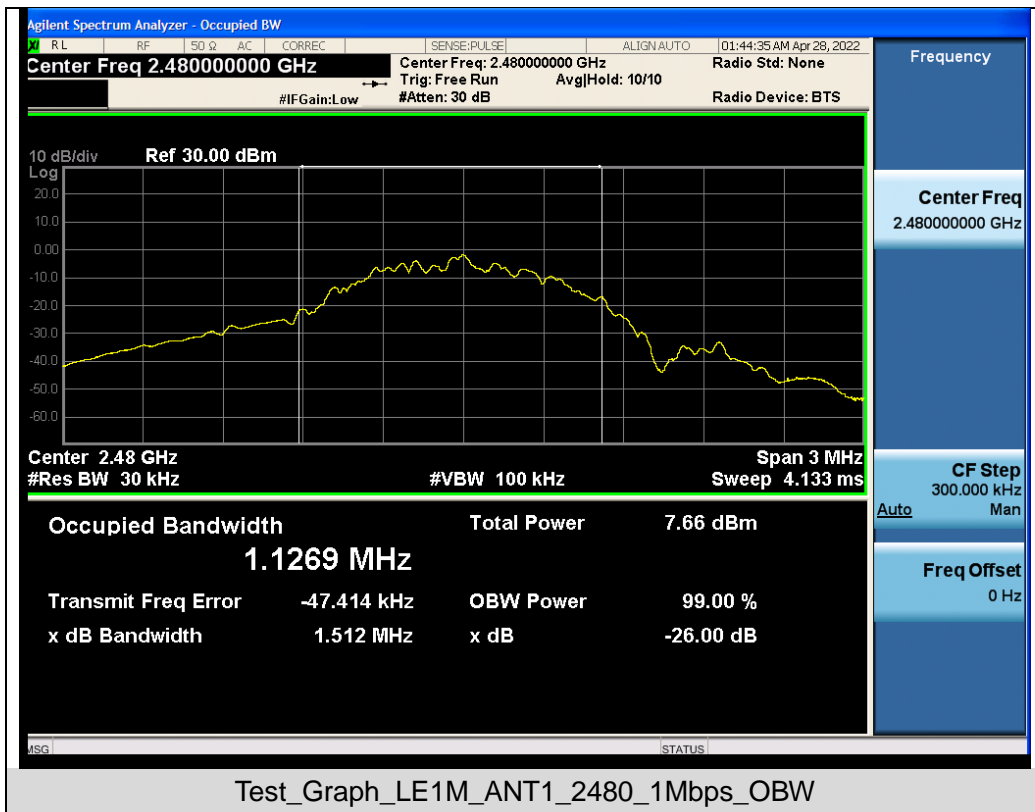 Agilent Spectrum Analyzer - Occupied BW
XI RL RF 50 Ω AC CORREC SENSE:PULSE ALIGN AUTO 01:44:35 AM Apr 28, 2022
Center Freq 2.480000000 GHz
Center Freq: 2.480000000 GHz
Radio Std: None
Trig: Free Run Avg|Hold: 10/10
#IFGain:Low #Atten: 30 dB
Radio Device: BTS
10 dB/div Ref 30.00 dBm
Log
20.0
10.0
0.00
-10.0
-20.0
-30.0
-40.0
-50.0
-60.0
Center 2.48 GHz
Span 3 MHz
#Res BW 30 kHz #VBW 100 kHz Sweep 4.133 ms
Occupied Bandwidth
1.1269 MHz
Total Power 7.66 dBm
Transmit Freq Error -47.414 kHz OBW Power 99.00 %
x dB Bandwidth 1.512 MHz x dB -26.00 dB
MSG STATUS
Frequency
Center Freq
2.480000000 GHz
CF Step
300.000 kHz
Auto Man
Freq Offset
0 Hz
Test_Graph_LE1M_ANT1_2480_1Mbps_OBW